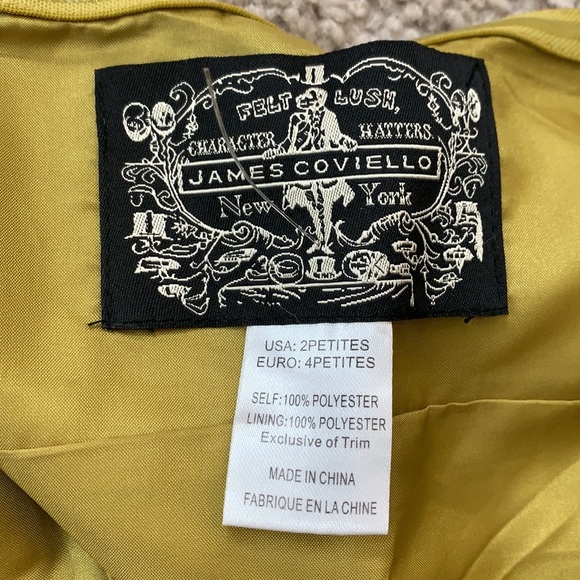 FELT LUSH,
CHARACTER HATTERS
JAMES COVIELLO
New York
USA: 2PETITES
EURO: 4PETITES
SELF:100% POLYESTER
LINING:100% POLYESTER
Exclusive of Trim
MADE IN CHINA
FABRIQUE EN LA CHINE